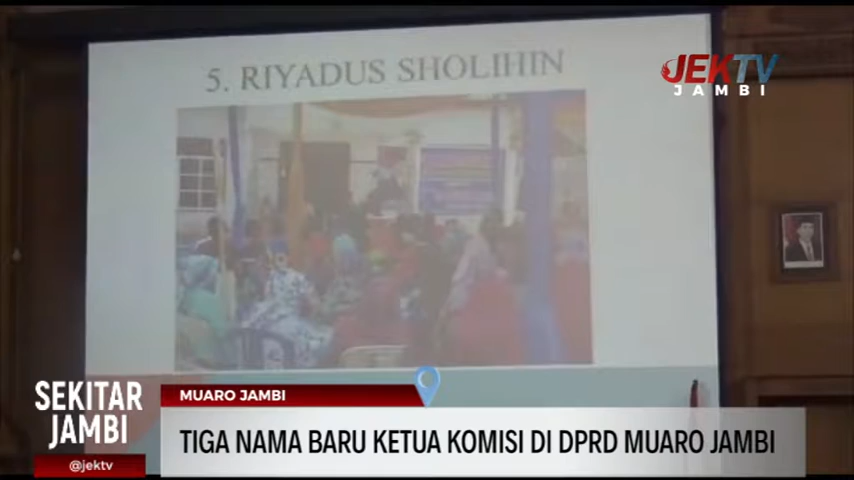 5. RIYADUS SHOLIHIN
JEKTV
JAMBI
SEKITAR
JAMBI
@jektv
MUARO JAMBI
TIGA NAMA BARU KETUA KOMISI DI DPRD MUARO JAMBI